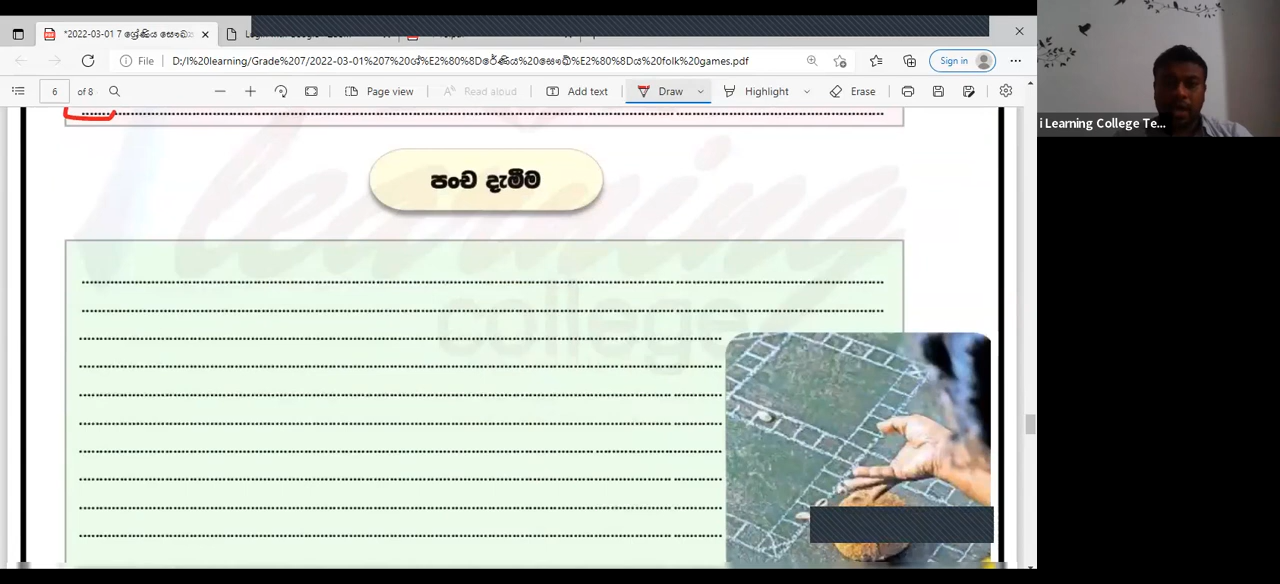 *2022-03-01 7 ශ්‍රේණිය සෞඛ්‍ය
File D:/I%20learning/Grade%207/2022-03-01%207%20ශ්%E2%80%8Dරේණිය%20සෞඛ්%E2%80%8Dය%20folk%20games.pdf
Sign in
6 of 8 Page view Read aloud Add text Draw Highlight Erase
i Learning College Te...
පංච දැමීම
learning
college